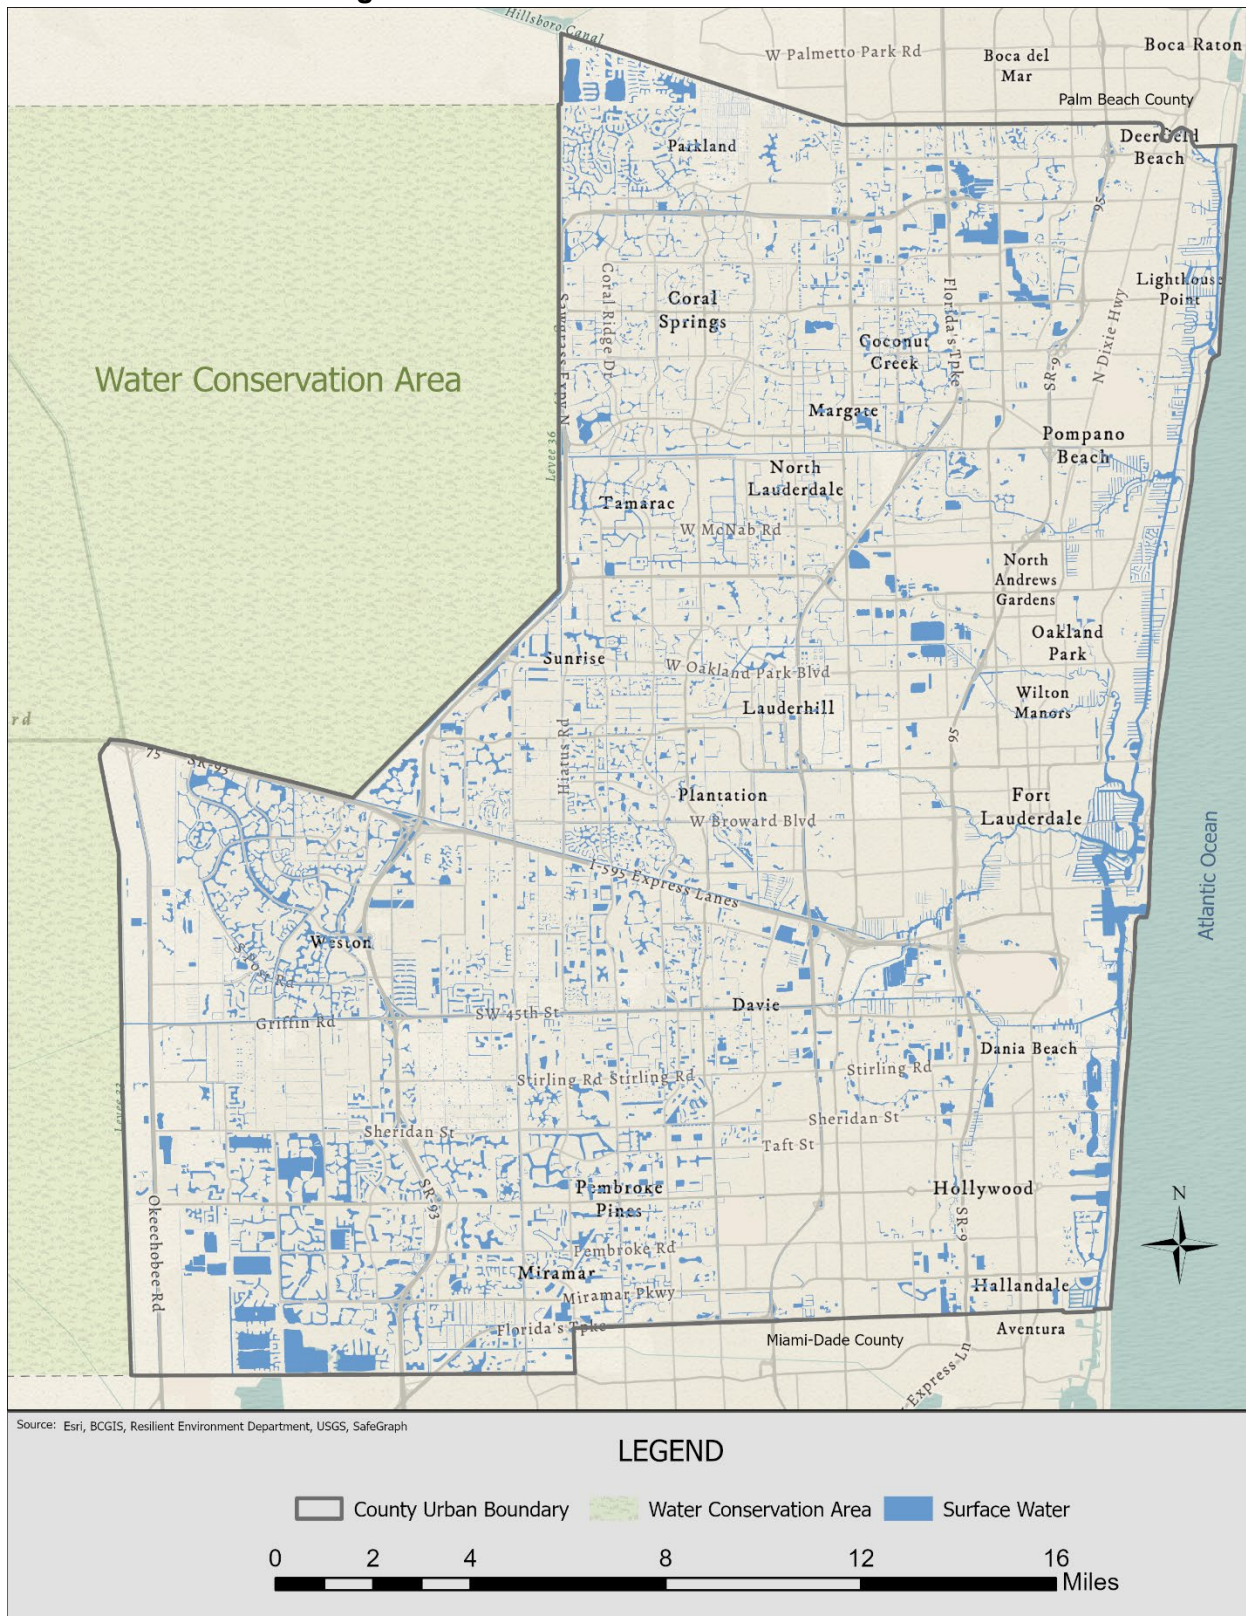 Hillsboro Canal
W Palmetto Park Rd
Boca del
Mar
Boca Raton
Palm Beach County
Parkland
Deerfield
Beach
95
Coral Ridge Dr
Sawgrass Expy N
Coral
Springs
Florida's Tpke
Lighthouse
Point
N Dixie Hwy
Coconut
Creek
SR-9
Water Conservation Area
Margate
Levee 36
Pompano
Beach
North
Lauderdale
Tamarac
W McNab Rd
North
Andrews
Gardens
Oakland
Park
Sunrise
W Oakland Park Blvd
Wilton
Manors
Lauderhill
rd
Hiatus Rd
95
75
SR-93
Plantation
W Broward Blvd
Fort
Lauderdale
I-595 Express Lanes
Atlantic Ocean
Weston
S Post Rd
Davie
SW 45th St
Griffin Rd
Dania Beach
Stirling Rd
Stirling Rd Stirling Rd
Sheridan St
Sheridan St
Taft St
Pembroke
Pines
Hollywood
N
Okeechobee Rd
SR-93
SR-9
Pembroke Rd
Miramar
Miramar Pkwy
Hallandale
Florida's Tpke
Miami-Dade County
Aventura
Express Ln
Source: Esri, BCGIS, Resilient Environment Department, USGS, SafeGraph
LEGEND
County Urban Boundary
Water Conservation Area
Surface Water
0 2 4 8 12 16
Miles